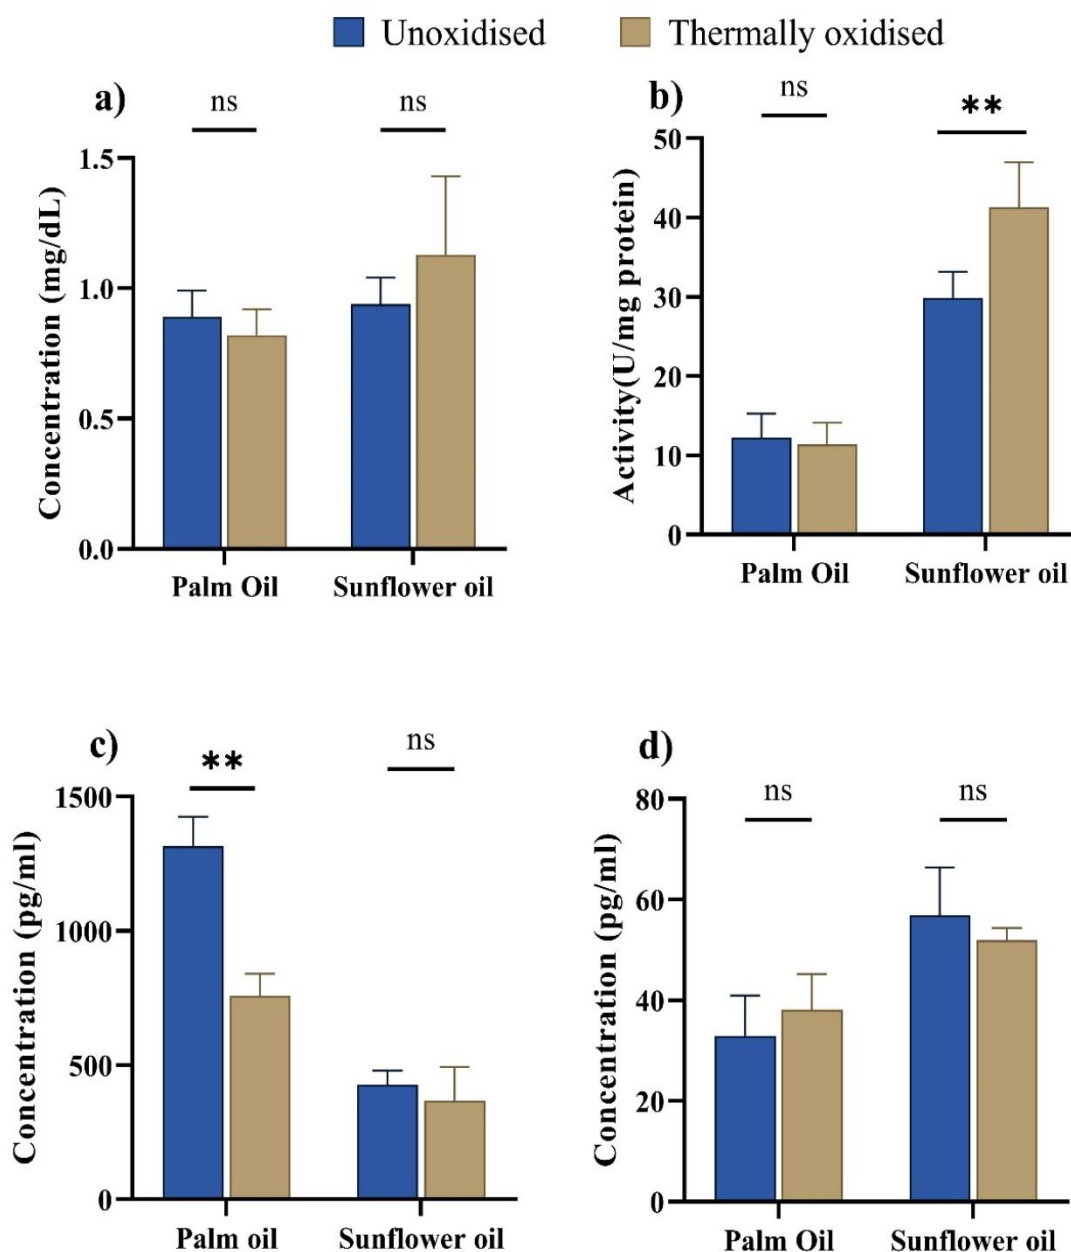 Unoxidised Thermally oxidised
a)
ns ns
Concentration (mg/dL)
1.5
1.0
0.5
0.0
Palm Oil Sunflower oil
b)
ns **
Activity(U/mg protein)
50
40
30
20
10
0
Palm Oil Sunflower oil
c)
** ns
Concentration (pg/ml)
1500
1000
500
0
Palm oil Sunflower oil
d)
ns ns
Concentration (pg/ml)
80
60
40
20
0
Palm Oil Sunflower oil